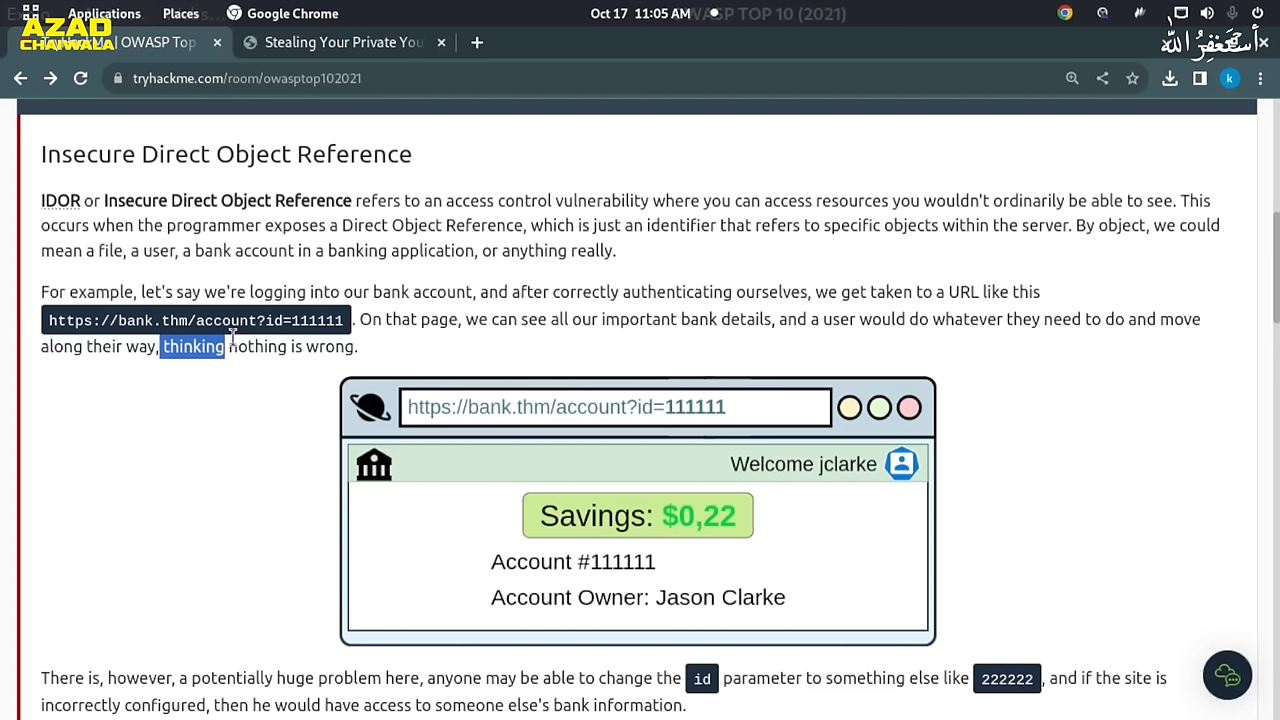 Applications Places Google Chrome Oct 17 11:05 AM OWASP TOP 10 (2021)
AZAD
CHAIWALA
OWASP Top Stealing Your Private You
أستغفر الله
tryhackme.com/room/owasptop102021 k
Insecure Direct Object Reference
IDOR or Insecure Direct Object Reference refers to an access control vulnerability where you can access resources you wouldn't ordinarily be able to see. This
occurs when the programmer exposes a Direct Object Reference, which is just an identifier that refers to specific objects within the server. By object, we could
mean a file, a user, a bank account in a banking application, or anything really.
For example, let's say we're logging into our bank account, and after correctly authenticating ourselves, we get taken to a URL like this
https://bank.thm/account?id=111111 . On that page, we can see all our important bank details, and a user would do whatever they need to do and move
along their way, thinking nothing is wrong.
https://bank.thm/account?id=111111
Welcome jclarke
Savings: $0,22
Account #111111
Account Owner: Jason Clarke
There is, however, a potentially huge problem here, anyone may be able to change the id parameter to something else like 222222 , and if the site is
incorrectly configured, then he would have access to someone else's bank information.